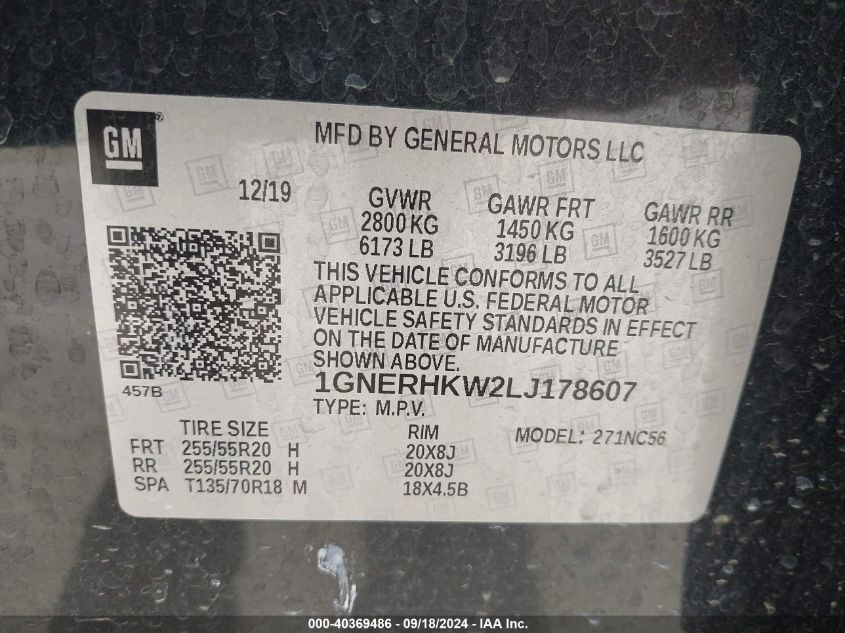 GM®
MFD BY GENERAL MOTORS LLC
12/19
GVWR GAWR FRT GAWR RR
2800 KG 1450 KG 1600 KG
6173 LB 3196 LB 3527 LB
THIS VEHICLE CONFORMS TO ALL
APPLICABLE U.S. FEDERAL MOTOR
VEHICLE SAFETY STANDARDS IN EFFECT
ON THE DATE OF MANUFACTURE
SHOWN ABOVE.
457B
1GNERHKW2LJ178607
TYPE: M.P.V.
TIRE SIZE RIM MODEL: 271NC56
FRT 255/55R20 H 20X8J
RR 255/55R20 H 20X8J
SPA T135/70R18 M 18X4.5B
000-40369486 - 09/18/2024 - IAA, Inc.